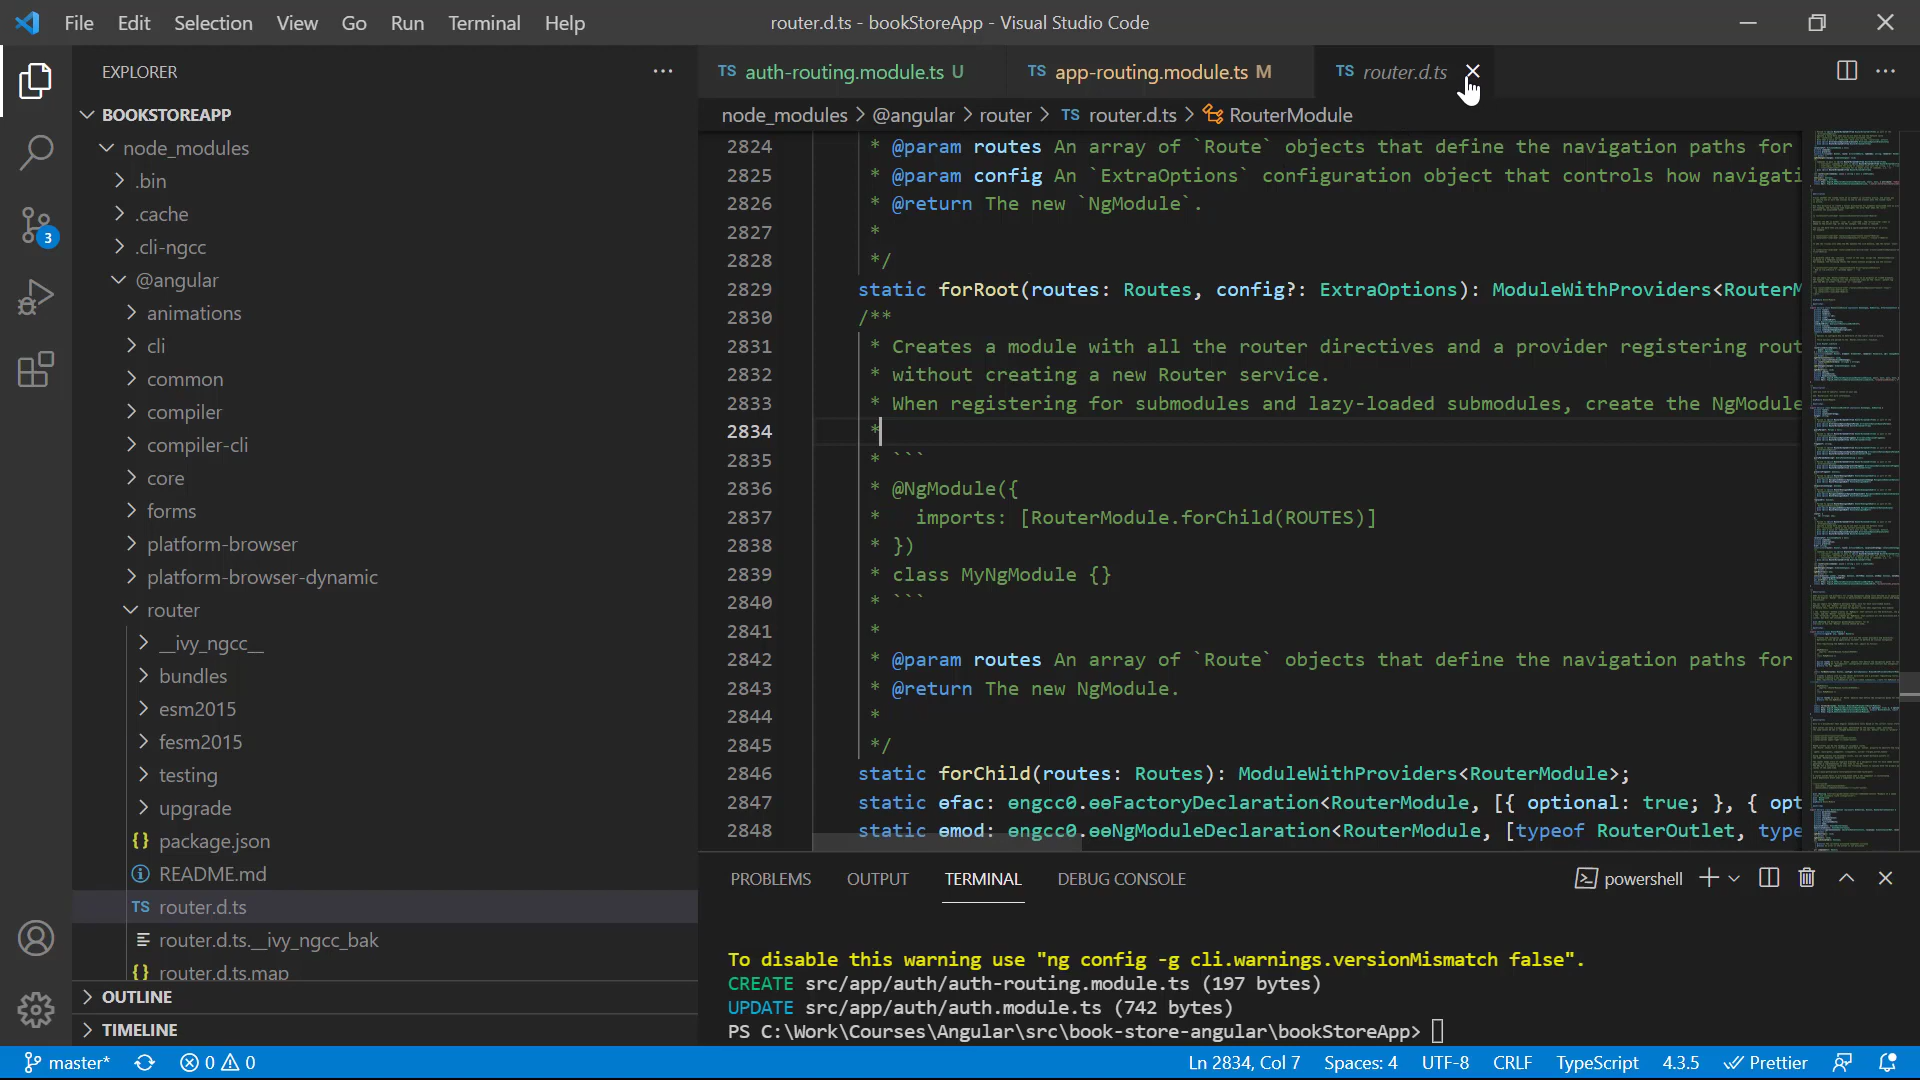 File Edit Selection View Go Run Terminal Help
router.d.ts - bookStoreApp - Visual Studio Code
EXPLORER
BOOKSTOREAPP
node_modules
.bin
.cache
.cli-ngcc
@angular
animations
cli
common
compiler
compiler-cli
core
forms
platform-browser
platform-browser-dynamic
router
__ivy_ngcc__
bundles
esm2015
fesm2015
testing
upgrade
{} package.json
README.md
TS router.d.ts
router.d.ts.__ivy_ngcc_bak
{} router.d.ts.map
OUTLINE
TIMELINE
3
TS auth-routing.module.ts U
TS app-routing.module.ts M
TS router.d.ts
node_modules > @angular > router > TS router.d.ts > RouterModule
2824 * @param routes An array of `Route` objects that define the navigation paths for
2825 * @param config An `ExtraOptions` configuration object that controls how navigati
2826 * @return The new `NgModule`.
2827 *
2828 */
2829 static forRoot(routes: Routes, config?: ExtraOptions): ModuleWithProviders<RouterM
2830 /**
2831 * Creates a module with all the router directives and a provider registering rout
2832 * without creating a new Router service.
2833 * When registering for submodules and lazy-loaded submodules, create the NgModule
2834 *
2835 * ```
2836 * @NgModule({
2837 *   imports: [RouterModule.forChild(ROUTES)]
2838 * })
2839 * class MyNgModule {}
2840 * ```
2841 *
2842 * @param routes An array of `Route` objects that define the navigation paths for
2843 * @return The new NgModule.
2844 *
2845 */
2846 static forChild(routes: Routes): ModuleWithProviders<RouterModule>;
2847 static ɵfac: ɵngcc0.ɵɵFactoryDeclaration<RouterModule, [{ optional: true; }, { opt
2848 static ɵmod: ɵngcc0.ɵɵNgModuleDeclaration<RouterModule, [typeof RouterOutlet, type
PROBLEMS OUTPUT TERMINAL DEBUG CONSOLE
powershell
To disable this warning use "ng config -g cli.warnings.versionMismatch false".
CREATE src/app/auth/auth-routing.module.ts (197 bytes)
UPDATE src/app/auth/auth.module.ts (742 bytes)
PS C:\Work\Courses\Angular\src\book-store-angular\bookStoreApp>
master* 0 0 Ln 2834, Col 7 Spaces: 4 UTF-8 CRLF TypeScript 4.3.5 Prettier